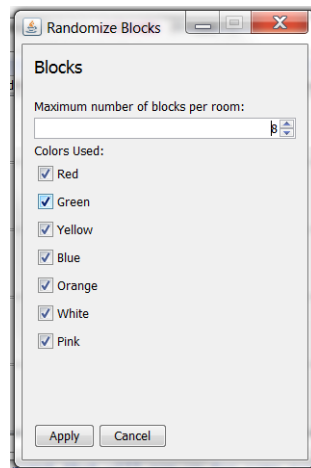 Randomize Blocks
Blocks
Maximum number of blocks per room:
8
Colors Used:
Red
Green
Yellow
Blue
Orange
White
Pink
Apply Cancel